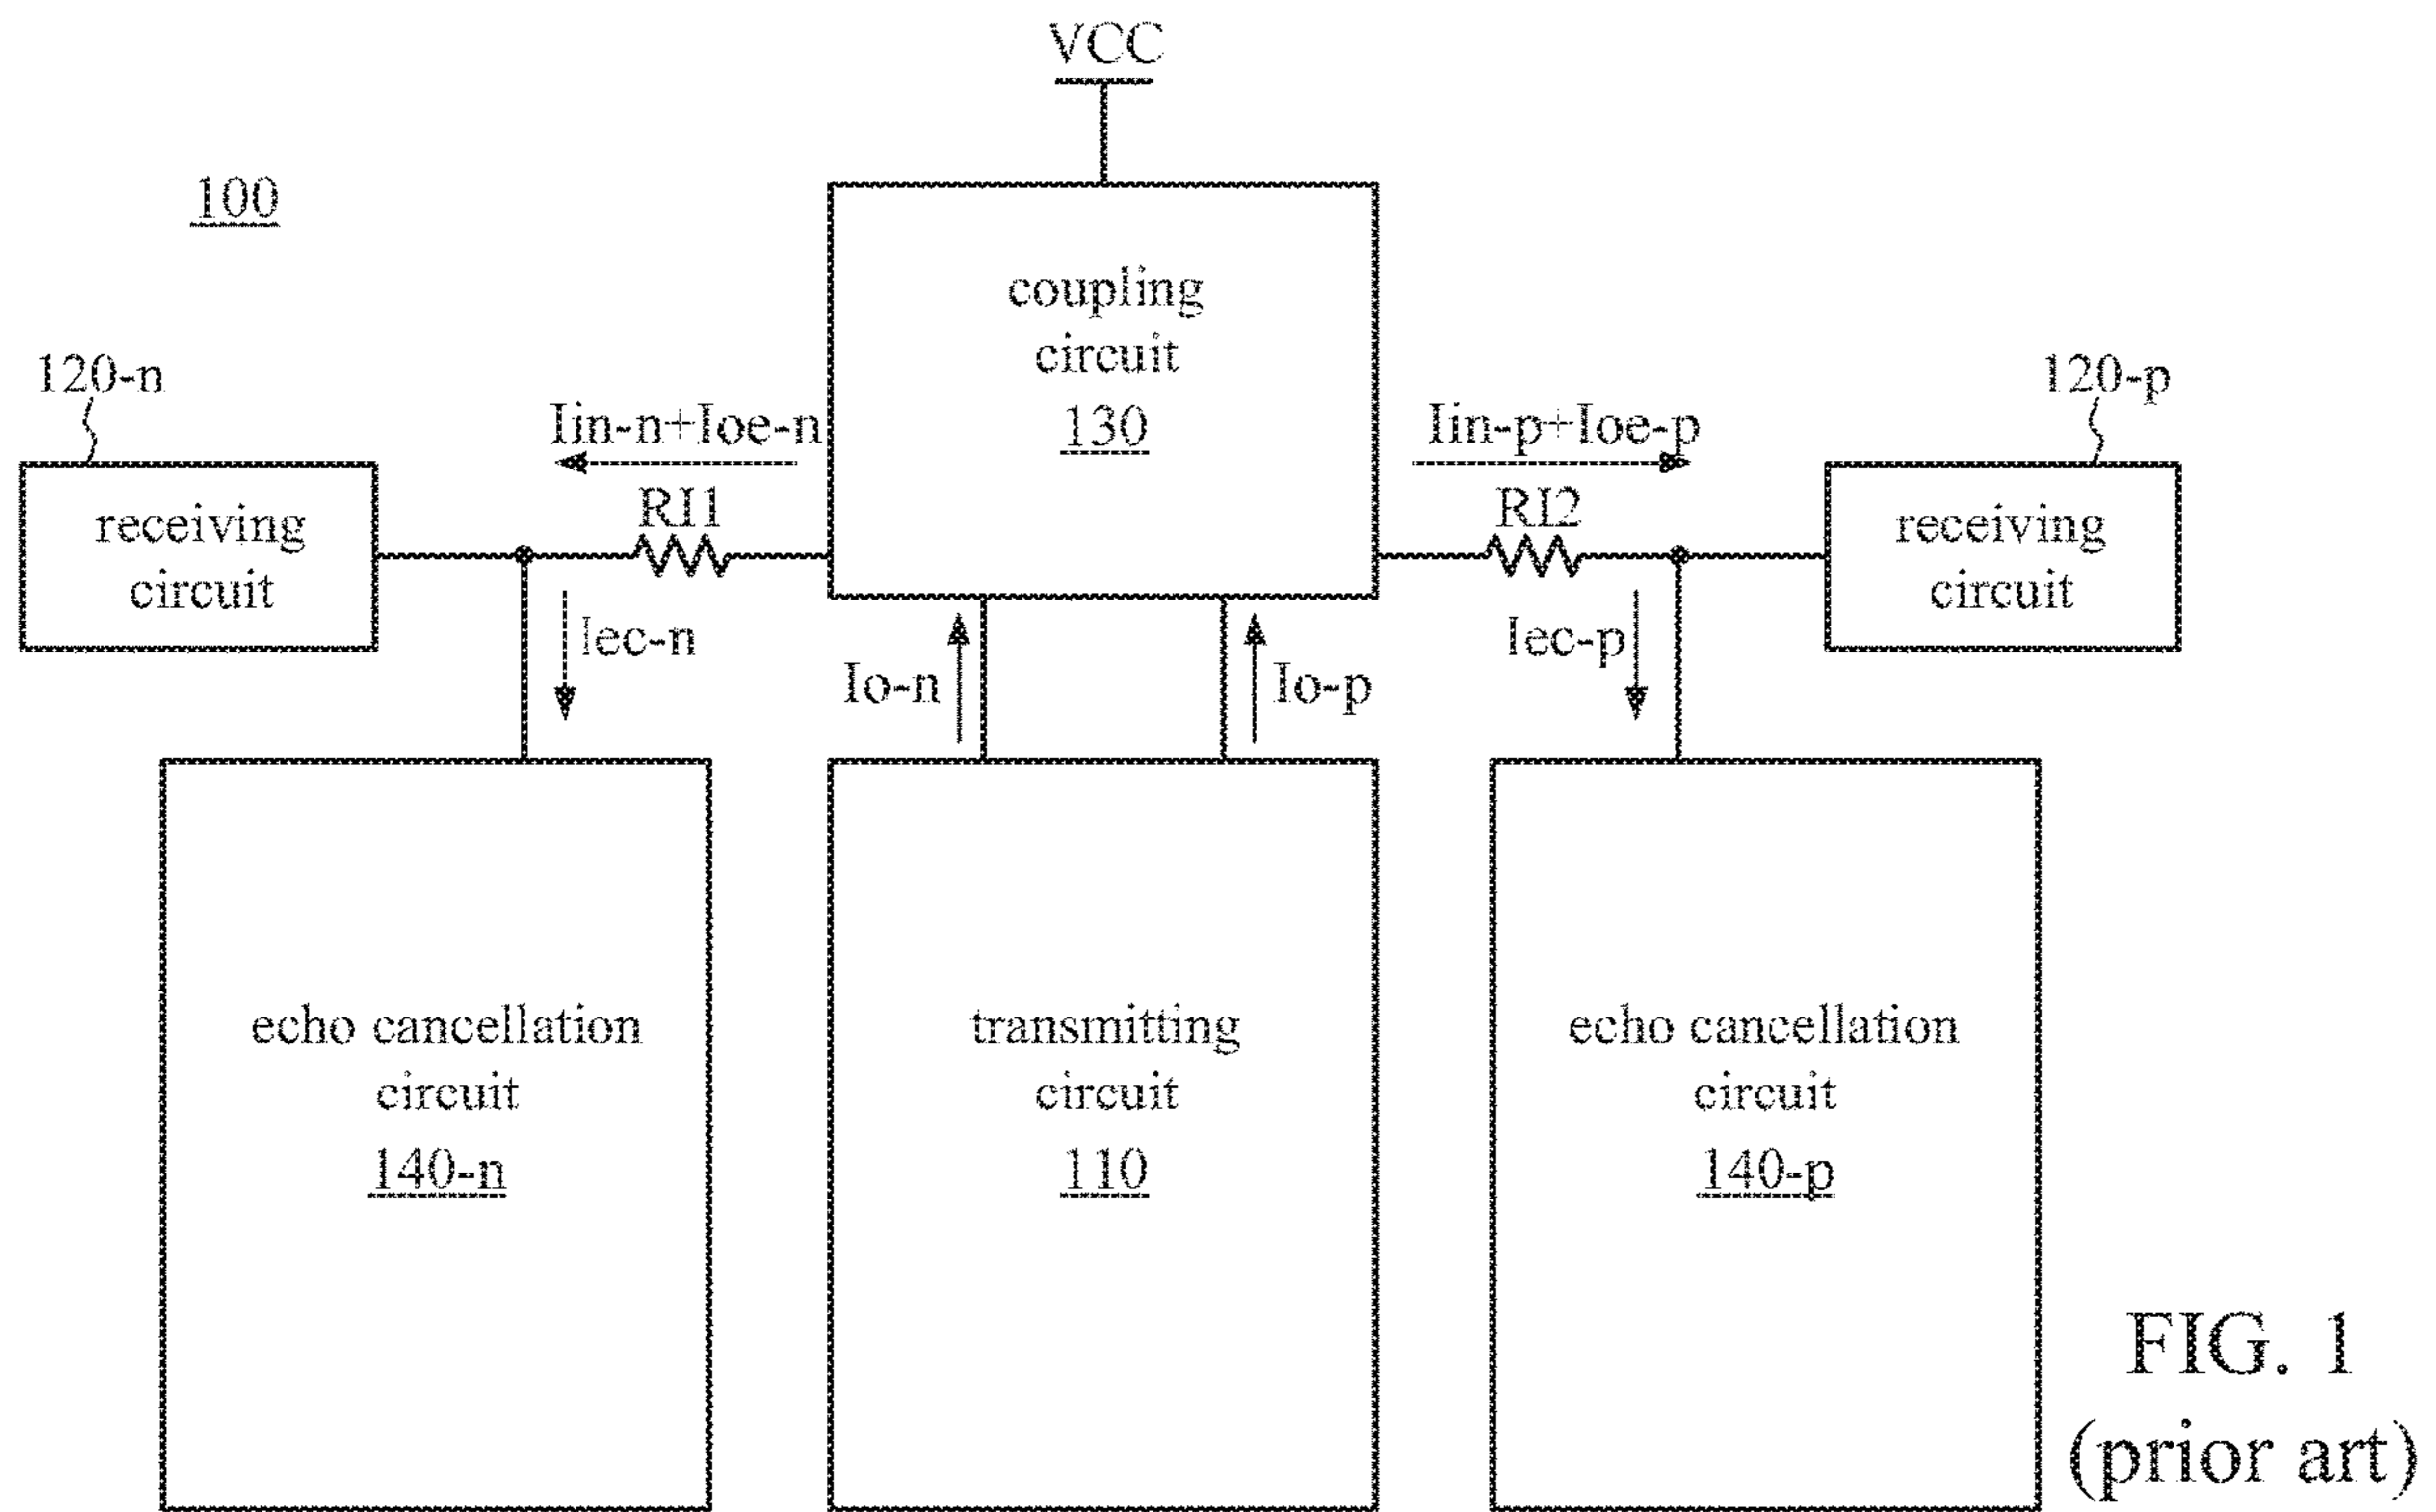 VCC
100
coupling
circuit
130
120-n
120-p
Iin-n+Ioe-n
Iin-p+Ioe-p
RI1
RI2
receiving
circuit
receiving
circuit
Iec-n
Io-n
Io-p
Iec-p
echo cancellation
circuit
140-n
transmitting
circuit
110
echo cancellation
circuit
140-p
FIG. 1
(prior art)